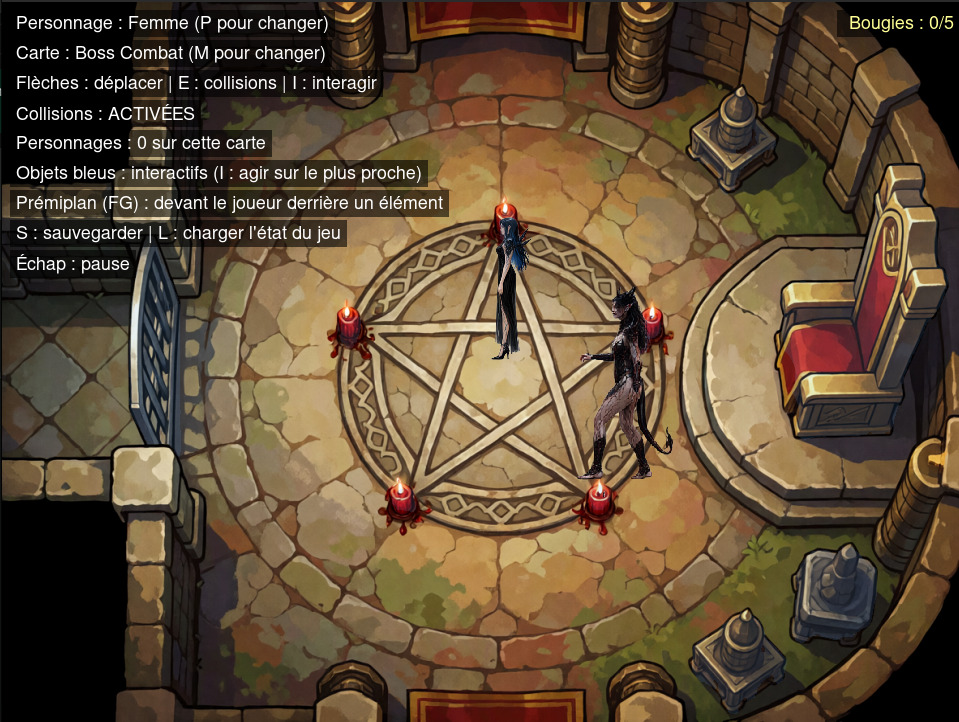 Personnage : Femme (P pour changer)
Bougies : 0/5
Carte : Boss Combat (M pour changer)
Flèches : déplacer | E : collisions | I : interagir
Collisions : ACTIVÉES
Personnages : 0 sur cette carte
Objets bleus : interactifs (I : agir sur le plus proche)
Prémiplan (FG) : devant le joueur derrière un élément
S : sauvegarder | L : charger l'état du jeu
Échap : pause